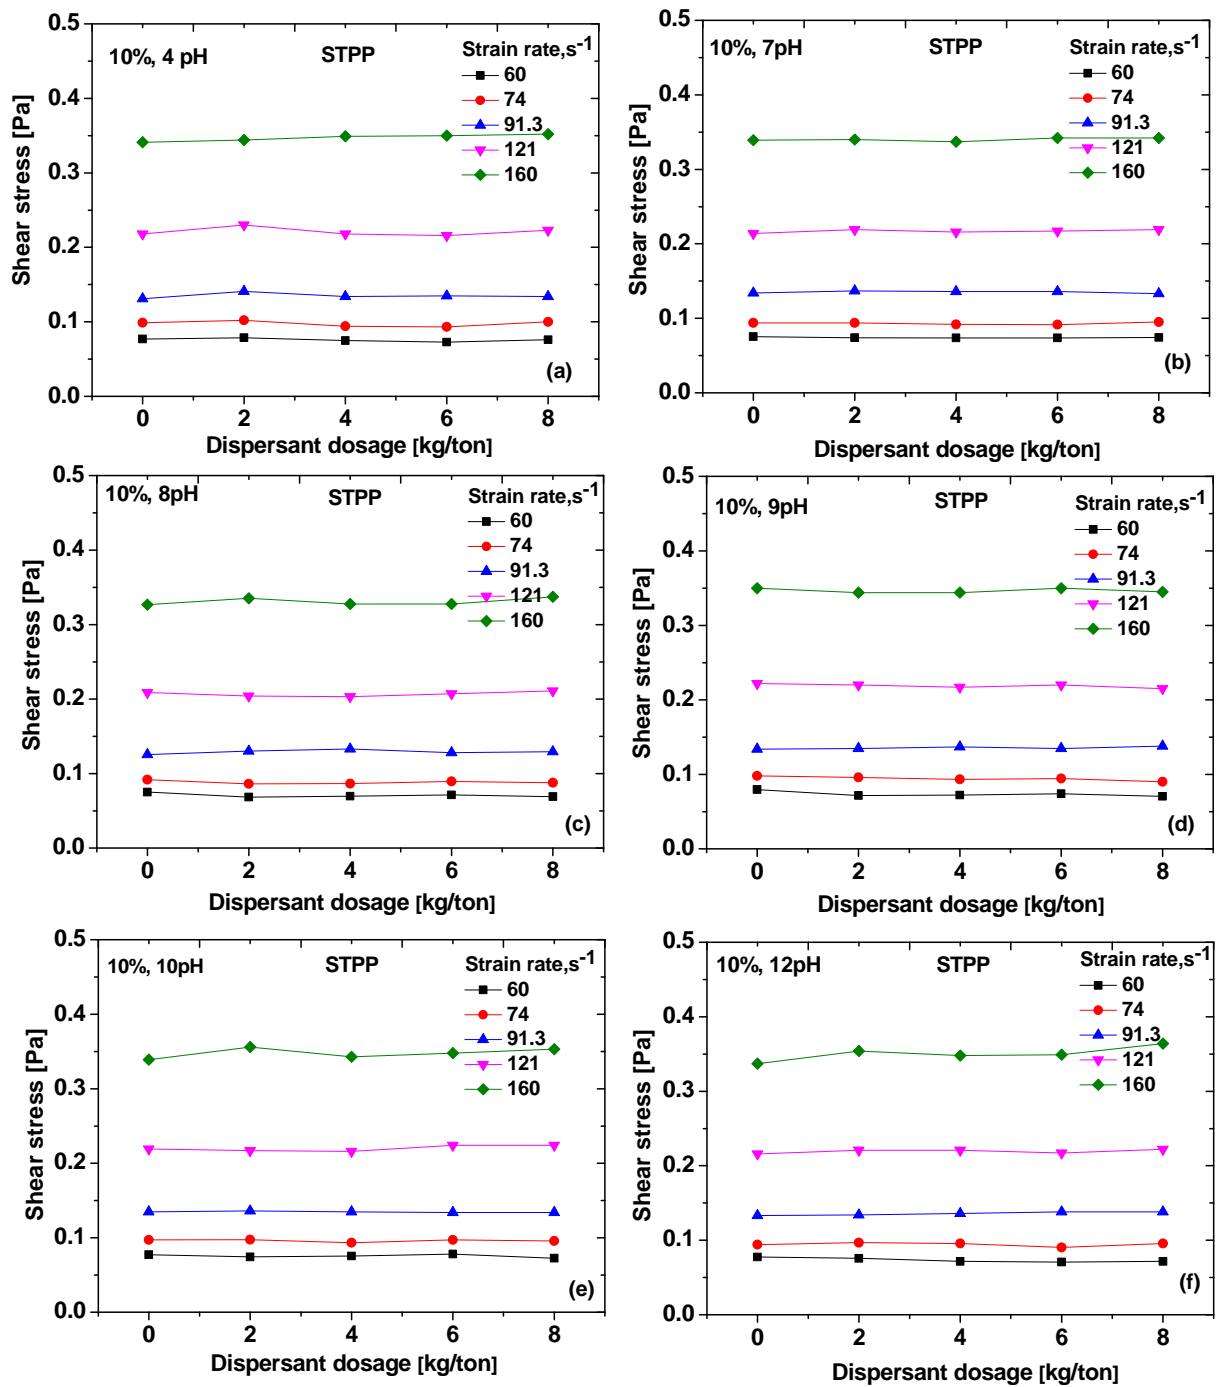 10%, 4 pH
STPP
Strain rate,s-1
60
74
91.3
121
160
0.5
0.4
0.3
0.2
0.1
0.0
Shear stress [Pa]
(a)
0 2 4 6 8
Dispersant dosage [kg/ton]
10%, 7pH
STPP
Strain rate,s-1
60
74
91.3
121
160
0.5
0.4
0.3
0.2
0.1
0.0
Shear stress [Pa]
(b)
0 2 4 6 8
Dispersant dosage [kg/ton]
10%, 8pH
STPP
Strain rate,s-1
60
74
91.3
121
160
0.5
0.4
0.3
0.2
0.1
0.0
Shear stress [Pa]
(c)
0 2 4 6 8
Dispersant dosage [kg/ton]
10%, 9pH
STPP
Strain rate,s-1
60
74
91.3
121
160
0.5
0.4
0.3
0.2
0.1
0.0
Shear stress [Pa]
(d)
0 2 4 6 8
Dispersant dosage [kg/ton]
10%, 10pH
STPP
Strain rate,s-1
60
74
91.3
121
160
0.5
0.4
0.3
0.2
0.1
0.0
Shear stress [Pa]
(e)
0 2 4 6 8
Dispersant dosage [kg/ton]
10%, 12pH
STPP
Strain rate,s-1
60
74
91.3
121
160
0.5
0.4
0.3
0.2
0.1
0.0
Shear stress [Pa]
(f)
0 2 4 6 8
Dispersant dosage [kg/ton]